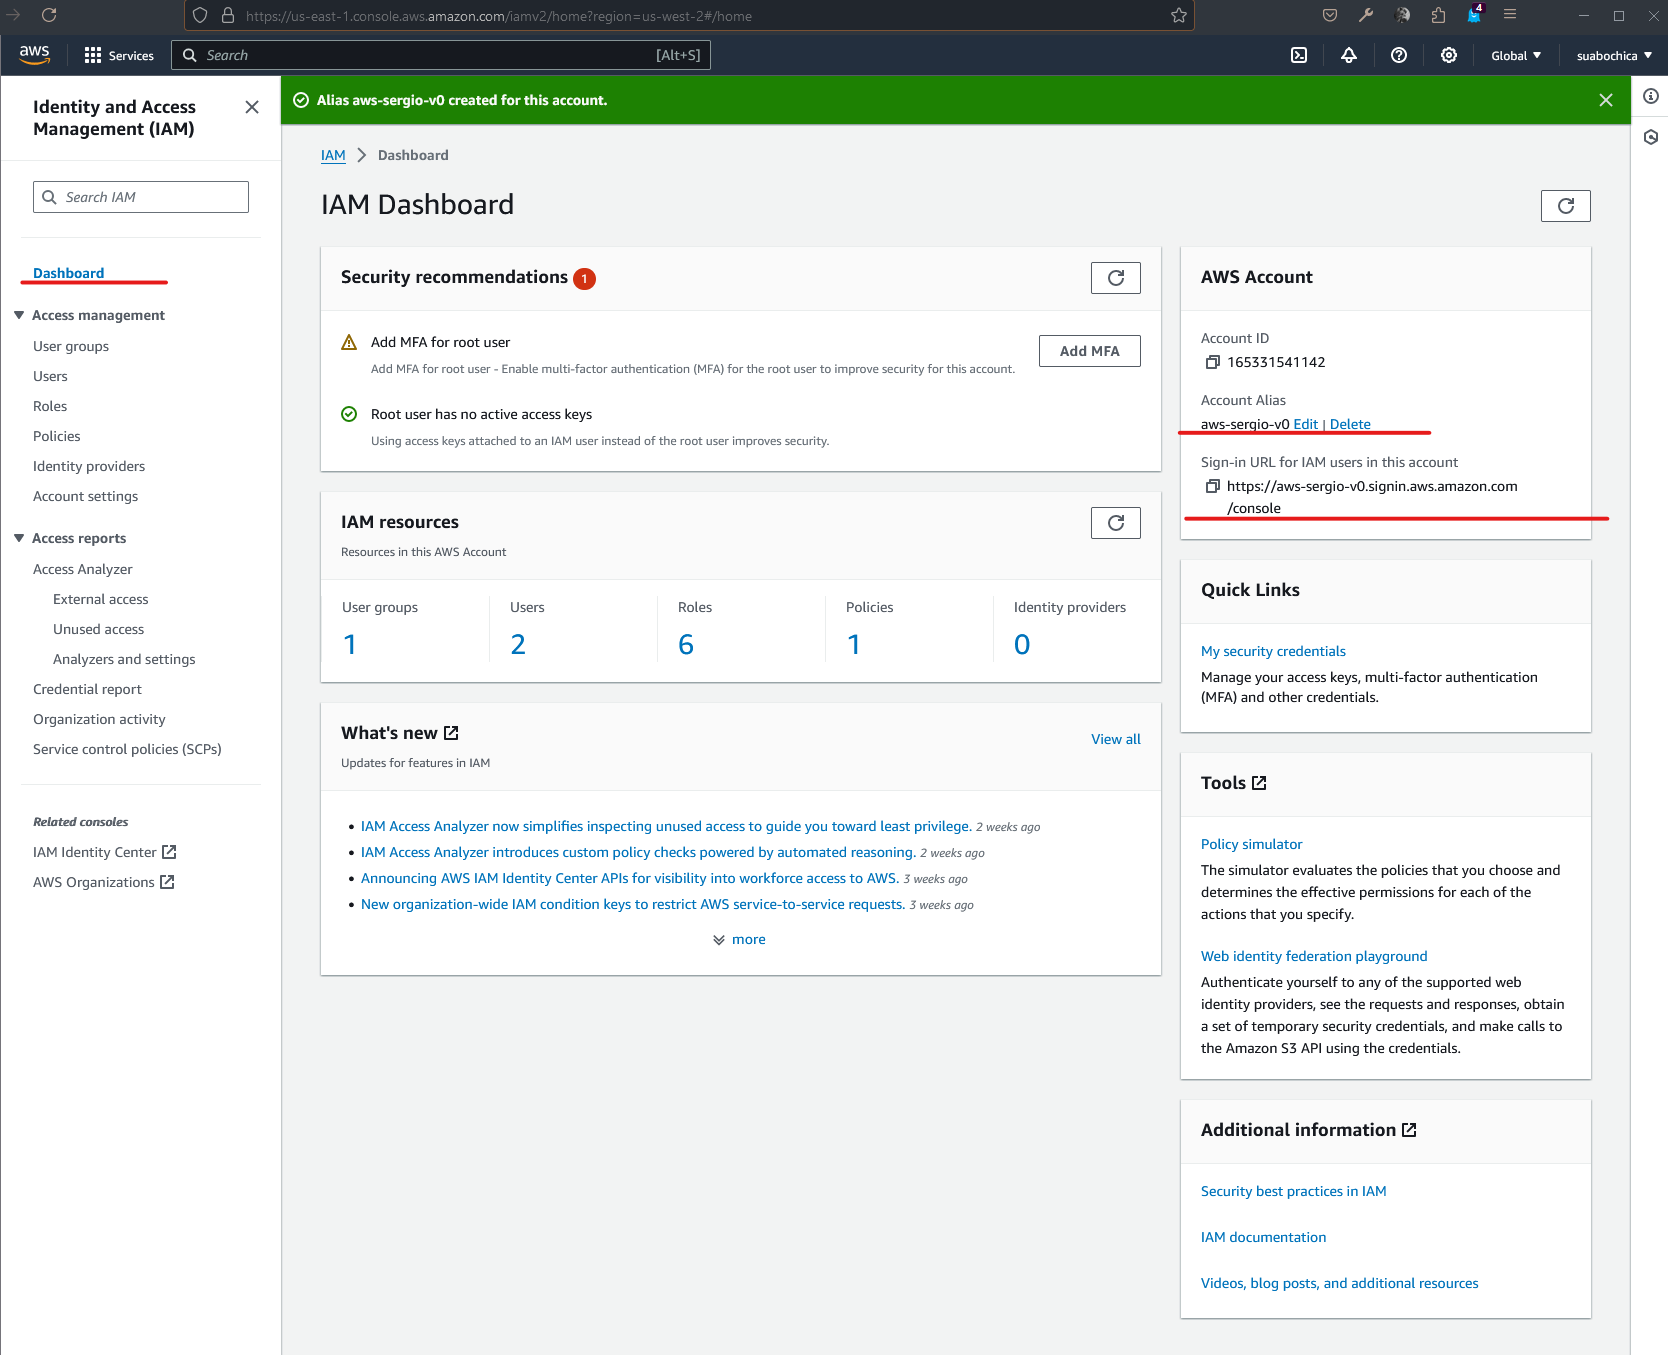 https://us-east-1.console.aws.amazon.com/iamv2/home?region=us-west-2#/home
4
aws
Services
Search
[Alt+S]
Global
suabochica
Identity and Access
Management (IAM)
Search IAM
Dashboard
Access management
User groups
Users
Roles
Policies
Identity providers
Account settings
Access reports
Access Analyzer
External access
Unused access
Analyzers and settings
Credential report
Organization activity
Service control policies (SCPs)
Related consoles
IAM Identity Center
AWS Organizations
Alias aws-sergio-v0 created for this account.
IAM
Dashboard
IAM Dashboard
Security recommendations 1
Add MFA for root user
Add MFA for root user - Enable multi-factor authentication (MFA) for the root user to improve security for this account.
Add MFA
Root user has no active access keys
Using access keys attached to an IAM user instead of the root user improves security.
IAM resources
Resources in this AWS Account
User groups
1
Users
2
Roles
6
Policies
1
Identity providers
0
What's new
Updates for features in IAM
View all
IAM Access Analyzer now simplifies inspecting unused access to guide you toward least privilege. 2 weeks ago
IAM Access Analyzer introduces custom policy checks powered by automated reasoning. 2 weeks ago
Announcing AWS IAM Identity Center APIs for visibility into workforce access to AWS. 3 weeks ago
New organization-wide IAM condition keys to restrict AWS service-to-service requests. 3 weeks ago
more
AWS Account
Account ID
165331541142
Account Alias
aws-sergio-v0 Edit | Delete
Sign-in URL for IAM users in this account
https://aws-sergio-v0.signin.aws.amazon.com
/console
Quick Links
My security credentials
Manage your access keys, multi-factor authentication
(MFA) and other credentials.
Tools
Policy simulator
The simulator evaluates the policies that you choose and
determines the effective permissions for each of the
actions that you specify.
Web identity federation playground
Authenticate yourself to any of the supported web
identity providers, see the requests and responses, obtain
a set of temporary security credentials, and make calls to
the Amazon S3 API using the credentials.
Additional information
Security best practices in IAM
IAM documentation
Videos, blog posts, and additional resources